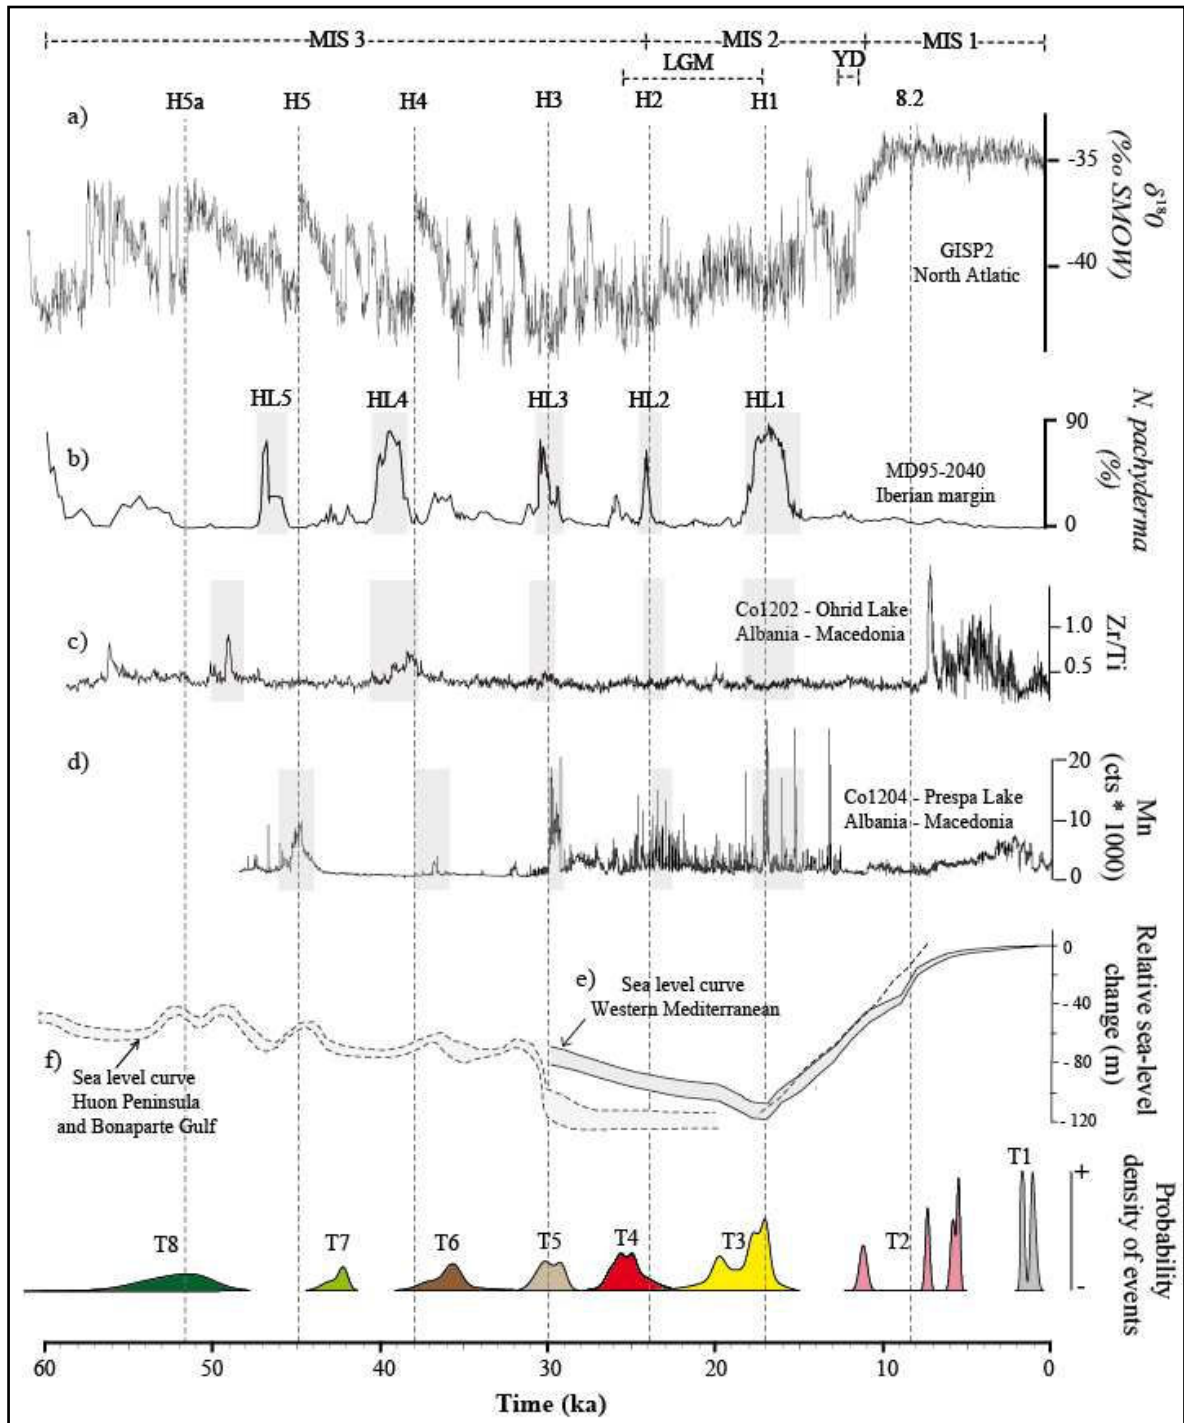 MIS 3 MIS 2 MIS 1
LGM YD
H5a H5 H4 H3 H2 H1 8.2
a)
-35
-40
δ¹⁸0
(‰ SMOW)
GISP2
North Atlatic
HL5 HL4 HL3 HL2 HL1
b)
90
0
N. pachyderma
(%)
MD95-2040
Iberian margin
c)
Co1202 - Ohrid Lake
Albania - Macedonia
1.0
0.5
Zr/Ti
d)
Co1204 - Prespa Lake
Albania - Macedonia
20
10
0
Mn
(cts * 1000)
e)
Sea level curve
Western Mediterranean
0
-40
-80
-120
Relative sea-level
change (m)
f)
Sea level curve
Huon Peninsula
and Bonaparte Gulf
T8 T7 T6 T5 T4 T3 T2 T1
+
-
Probability
density of events
60 50 40 30 20 10 0
Time (ka)